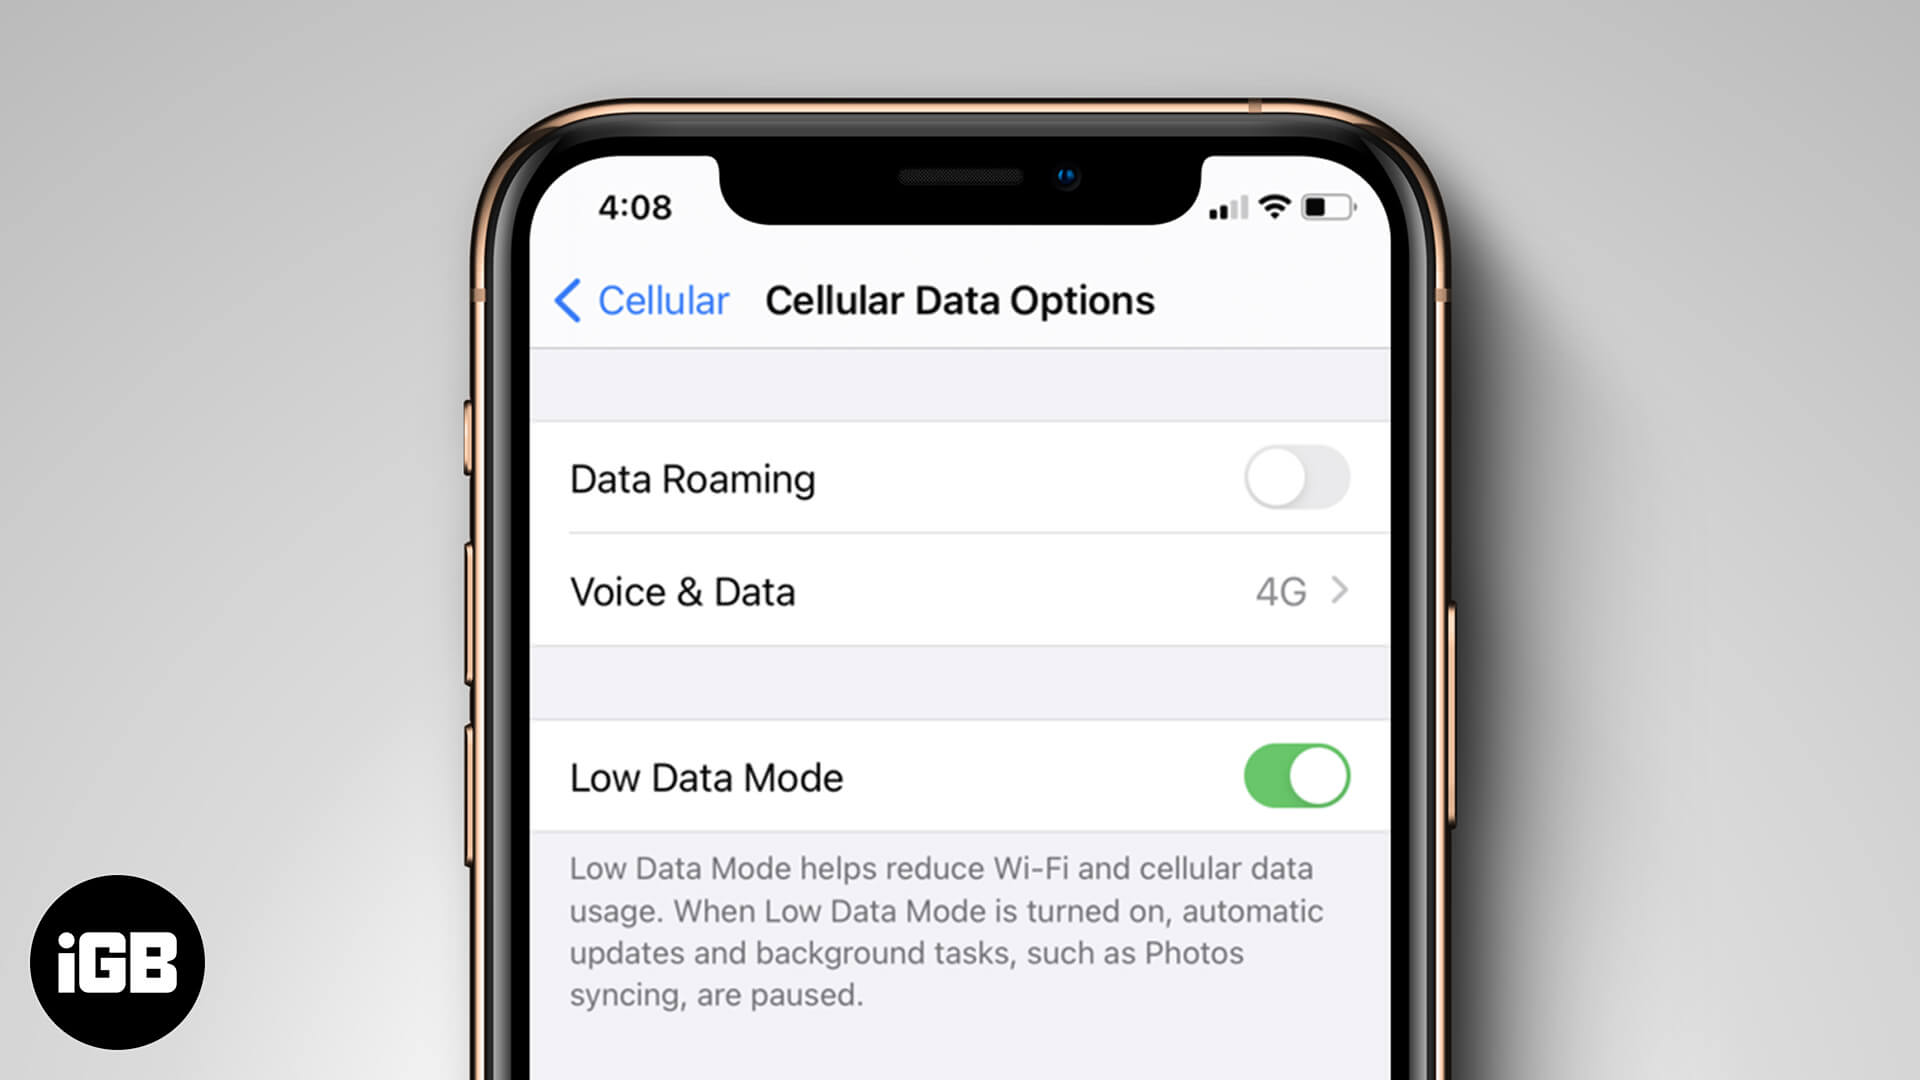 4:08
Cellular Cellular Data Options
Data Roaming
Voice & Data 4G
Low Data Mode
Low Data Mode helps reduce Wi-Fi and cellular data
usage. When Low Data Mode is turned on, automatic
updates and background tasks, such as Photos
syncing, are paused.
iGB